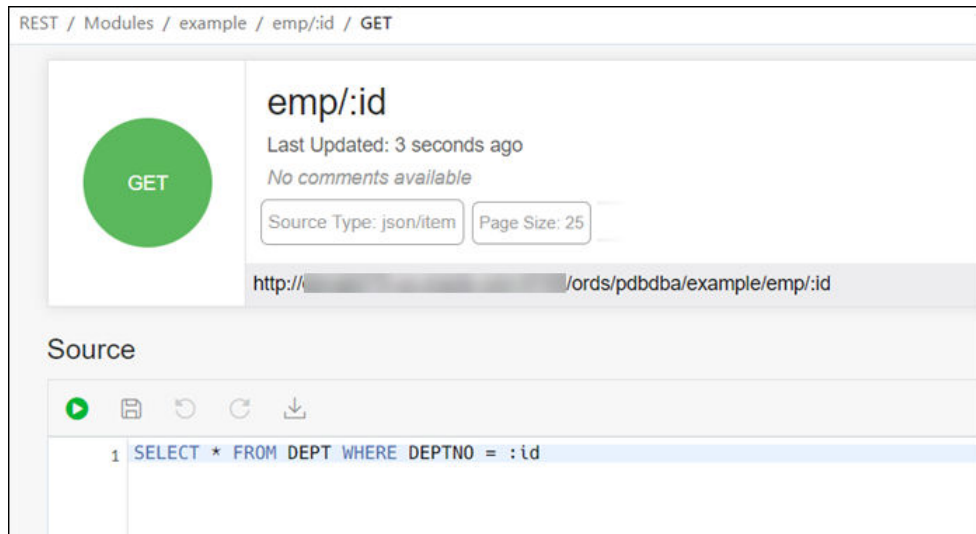 REST / Modules / example / emp/:id / GET
GET
emp/:id
Last Updated: 3 seconds ago
No comments available
Source Type: json/item Page Size: 25
http:// /ords/pdbdba/example/emp/:id
Source
1 SELECT * FROM DEPT WHERE DEPTNO = :id